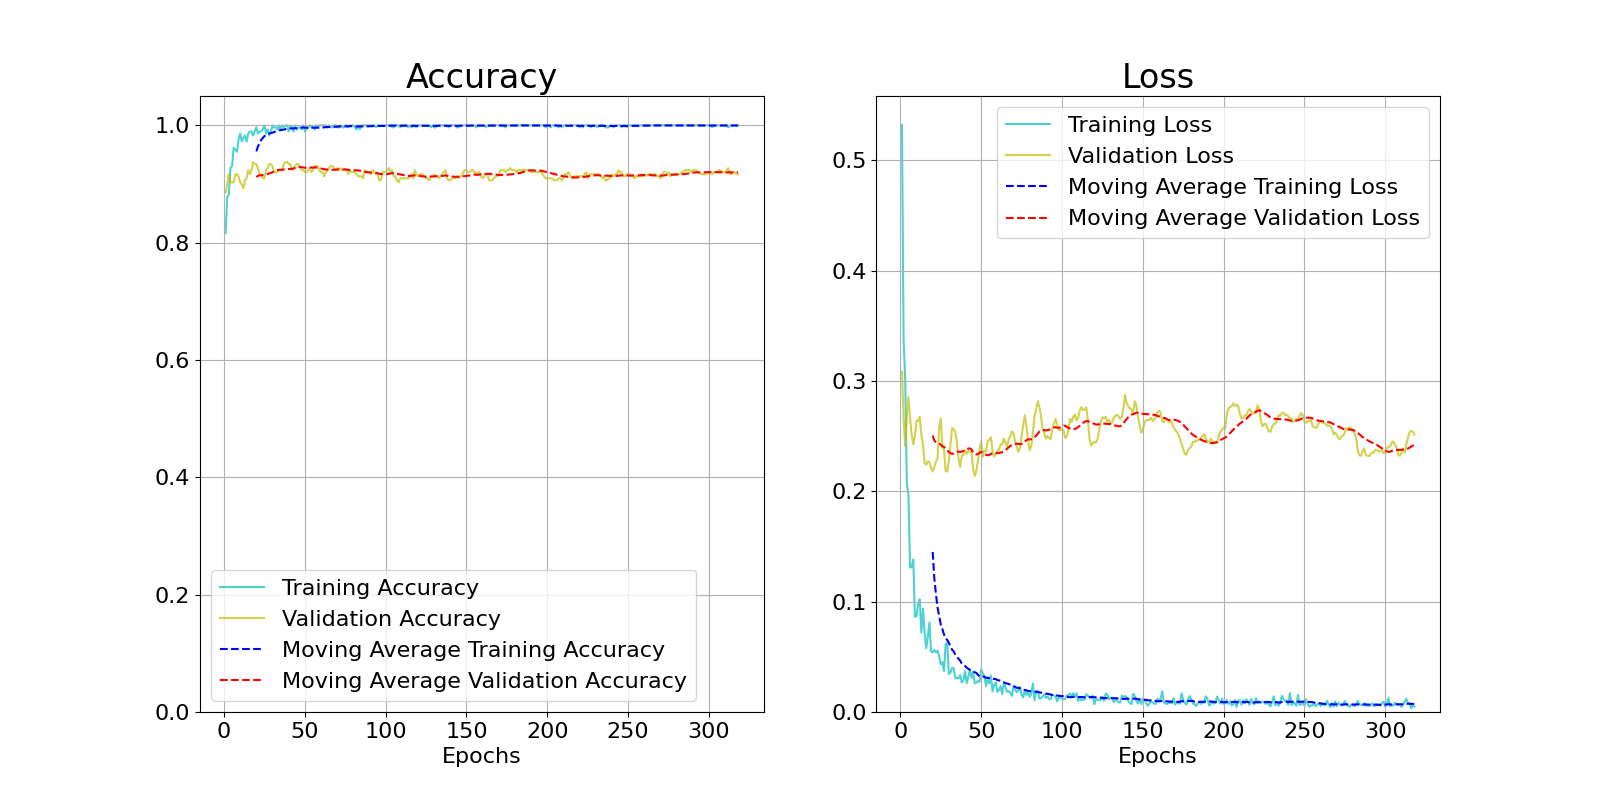 Accuracy
1.0
0.8
0.6
0.4
0.2
0.0
Training Accuracy
Validation Accuracy
Moving Average Training Accuracy
Moving Average Validation Accuracy
0 50 100 150 200 250 300
Epochs
Loss
0.5
0.4
0.3
0.2
0.1
0.0
Training Loss
Validation Loss
Moving Average Training Loss
Moving Average Validation Loss
0 50 100 150 200 250 300
Epochs